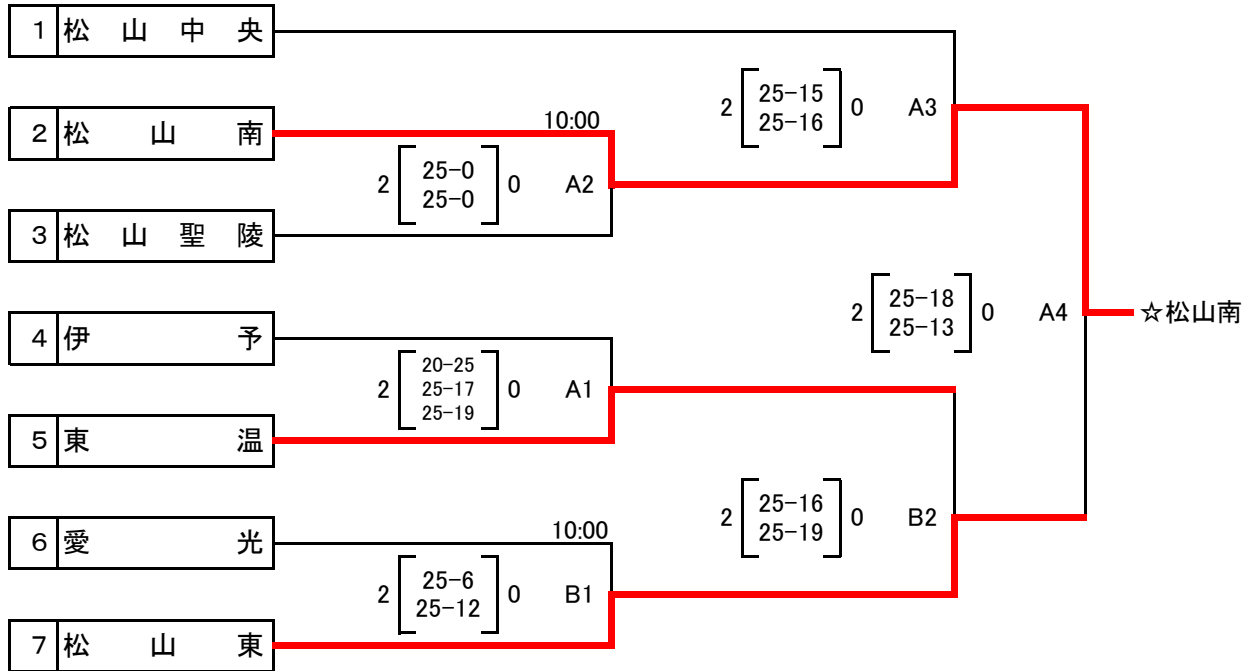 1 松山中央
2 [25-15 25-16] 0 A3
2 松山南
10:00
2 [25-0 25-0] 0 A2
3 松山聖陵
2 [25-18 25-13] 0 A4
☆松山南
4 伊予
2 [20-25 25-17 25-19] 0 A1
5 東温
2 [25-16 25-19] 0 B2
6 愛光
10:00
2 [25-6 25-12] 0 B1
7 松山東